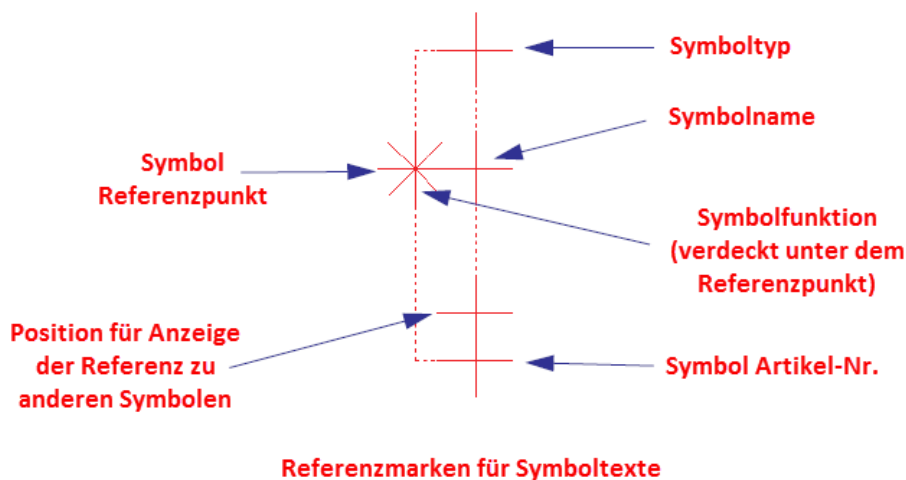 Symboltyp
Symbolname
Symbol
Referenzpunkt
Symbolfunktion
(verdeckt unter dem
Referenzpunkt)
Position für Anzeige
der Referenz zu
anderen Symbolen
Symbol Artikel-Nr.
Referenzmarken für Symboltexte